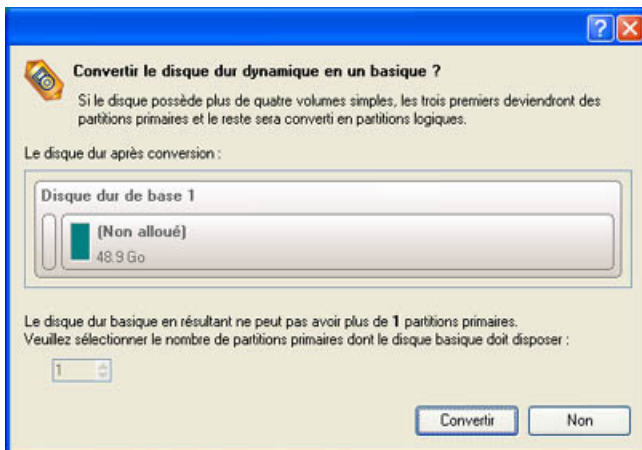 Convertir le disque dur dynamique en un basique ?
Si le disque possède plus de quatre volumes simples, les trois premiers deviendront des
partitions primaires et le reste sera converti en partitions logiques.
Le disque dur après conversion :
Disque dur de base 1
(Non alloué)
48.9 Go
Le disque dur basique en résultant ne peut pas avoir plus de 1 partitions primaires.
Veuillez sélectionner le nombre de partitions primaires dont le disque basique doit disposer :
1
Convertir
Non